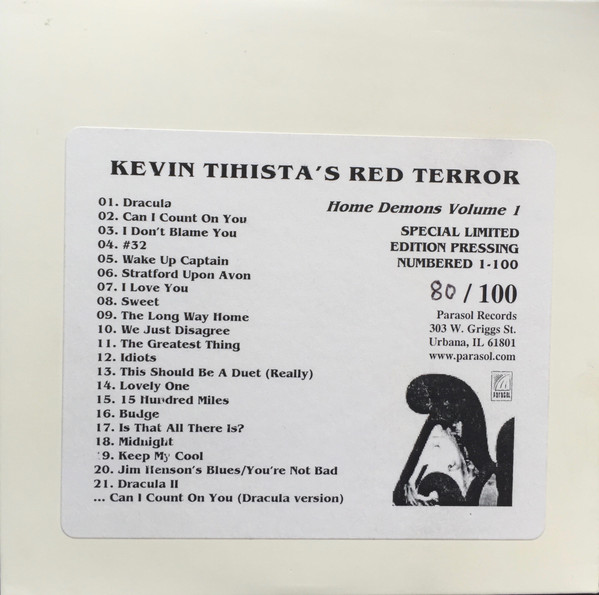 KEVIN TIHISTA'S RED TERROR
01. Dracula
02. Can I Count On You
03. I Don't Blame You
04. #32
05. Wake Up Captain
06. Stratford Upon Avon
07. I Love You
08. Sweet
09. The Long Way Home
10. We Just Disagree
11. The Greatest Thing
12. Idiots
13. This Should Be A Duet (Really)
14. Lovely One
15. 15 Hundred Miles
16. Budge
17. Is That All There Is?
18. Midnight
19. Keep My Cool
20. Jim Henson's Blues/You're Not Bad
21. Dracula II
... Can I Count On You (Dracula version)
Home Demons Volume 1
SPECIAL LIMITED
EDITION PRESSING
NUMBERED 1-100
80 / 100
Parasol Records
303 W. Griggs St.
Urbana, IL 61801
www.parasol.com
PARASOL